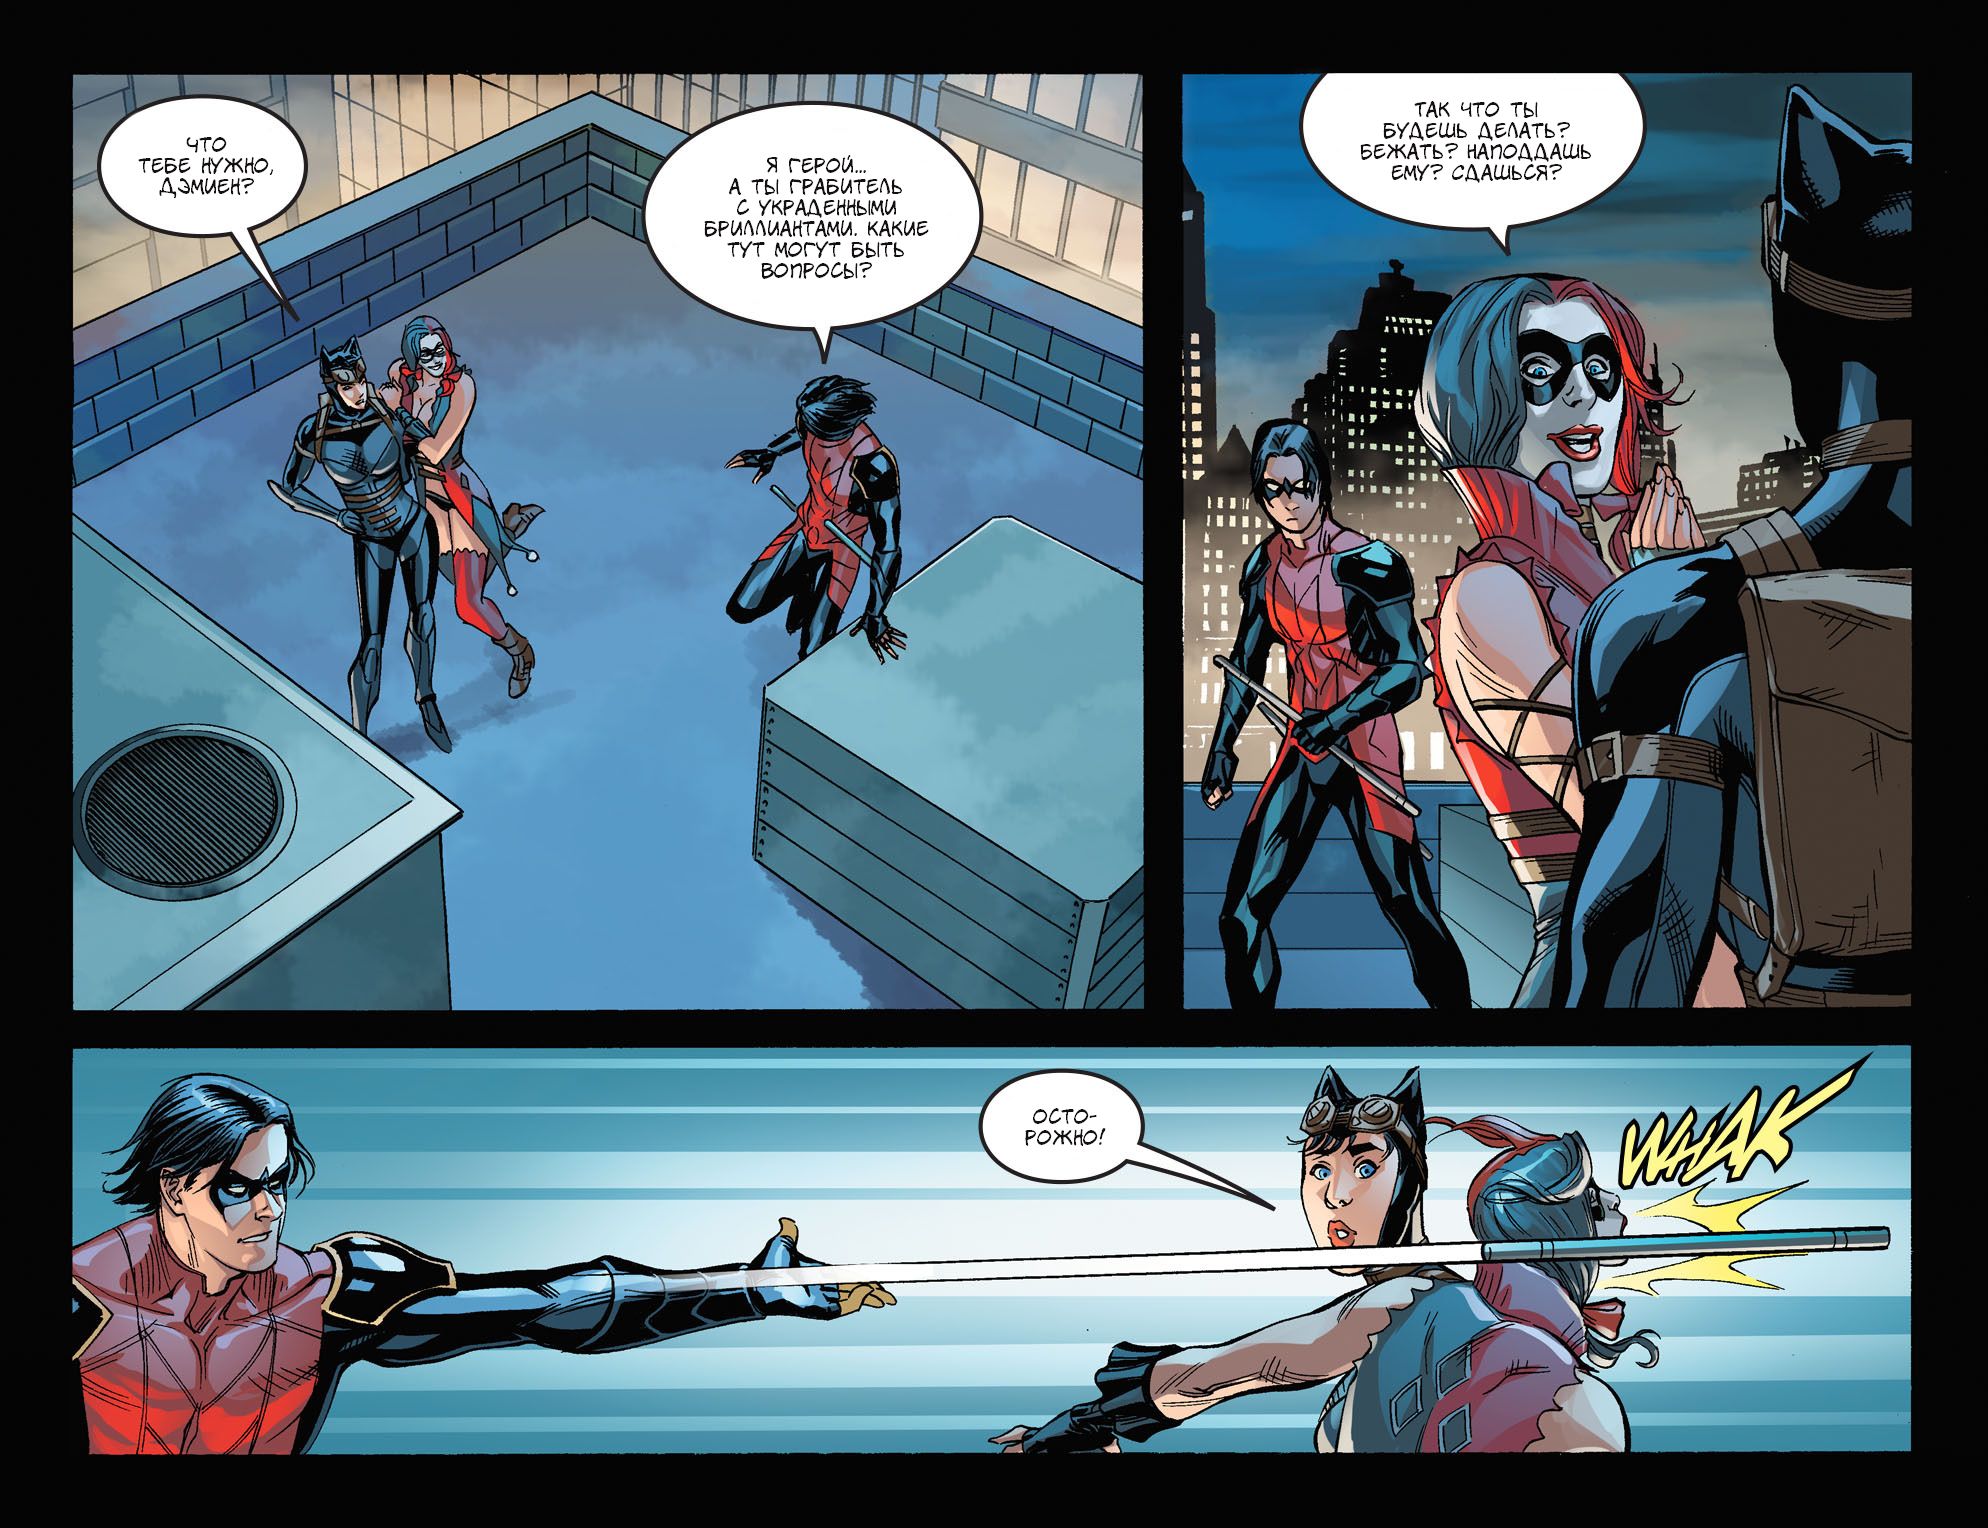 ЧТО
ТЕБЕ НУЖНО,
ДЭМИЕН?
Я ГЕРОЙ...
А ТЫ ГРАБИТЕЛЬ
С УКРАДЕННЫМИ
БРИЛЛИАНТАМИ. КАКИЕ
ТУТ МОГУТ БЫТЬ
ВОПРОСЫ?
ТАК ЧТО ТЫ
БУДЕШЬ ДЕЛАТЬ?
БЕЖАТЬ? НАПОДДАШЬ
ЕМУ? СДАШЬСЯ?
ОСТО-
РОЖНО!
WHAK